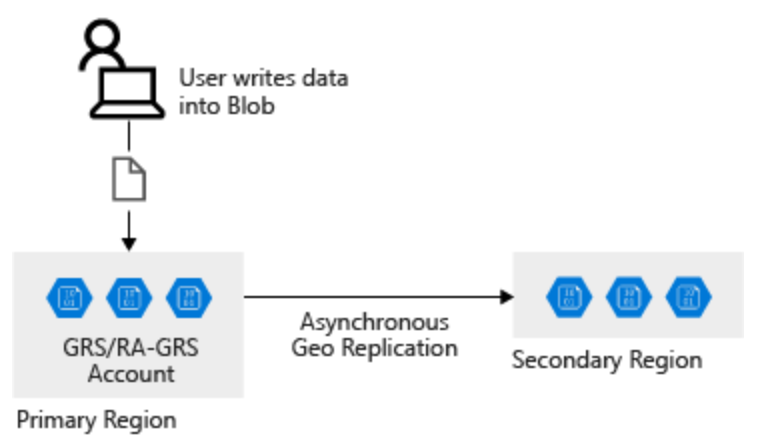 User writes data
into Blob
GRS/RA-GRS
Account
Asynchronous
Geo Replication
Secondary Region
Primary Region